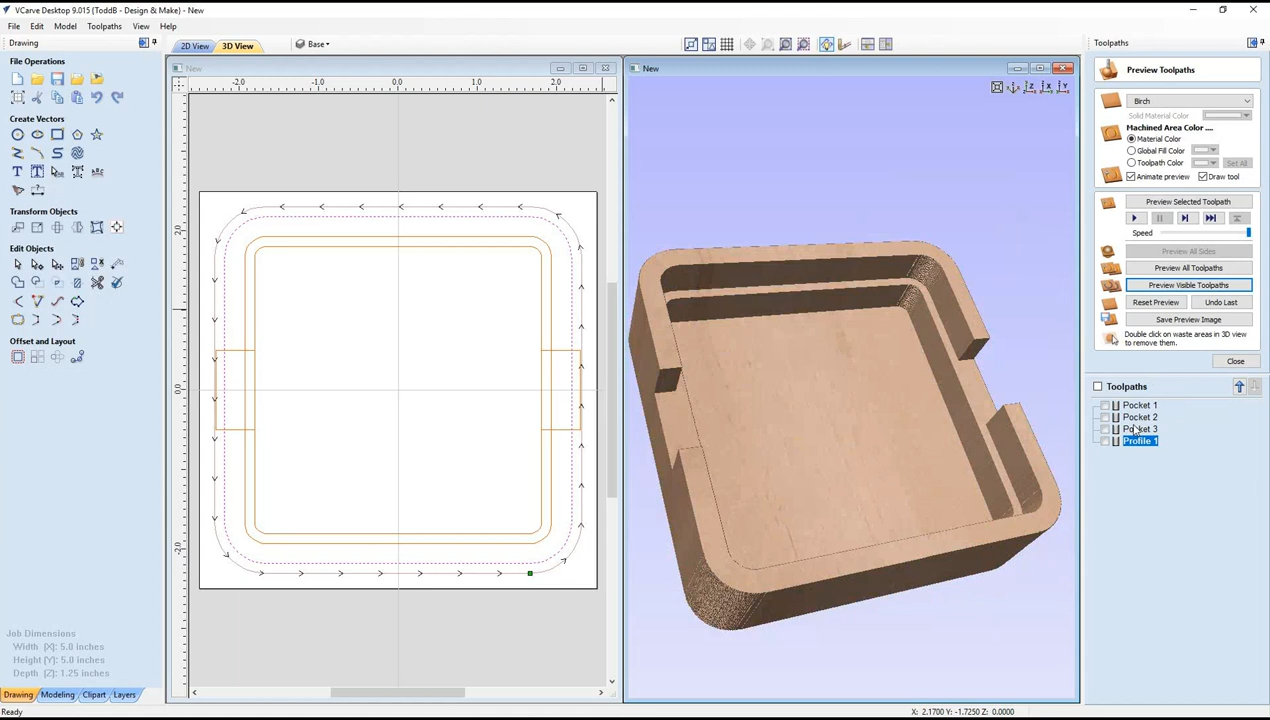 VCarve Desktop 9.015 (ToddB - Design & Make) - New
File Edit Model Toolpaths View Help
Drawing
2D View 3D View Base
Toolpaths
File Operations
Create Vectors
Transform Objects
Edit Objects
Offset and Layout
Job Dimensions
Width (X): 5.0 inches
Height (Y): 5.0 inches
Depth (Z): 1.25 inches
Drawing Modeling Clipart Layers
Ready
New
-2.0 -1.0 0.0 1.0 2.0
2.0
0.0
-2.0
New
Preview Toolpaths
Birch
Solid Material Color
Machined Area Color ....
Material Color
Global Fill Color
Toolpath Color Set All
Animate preview Draw tool
Preview Selected Toolpath
Speed
Preview All Sides
Preview All Toolpaths
Preview Visible Toolpaths
Reset Preview Undo Last
Save Preview Image
Double click on waste areas in 3D view
to remove them.
Close
Toolpaths
Pocket 1
Pocket 2
Pocket 3
Profile 1
X: 2.1700 Y: -1.7250 Z: 0.0000